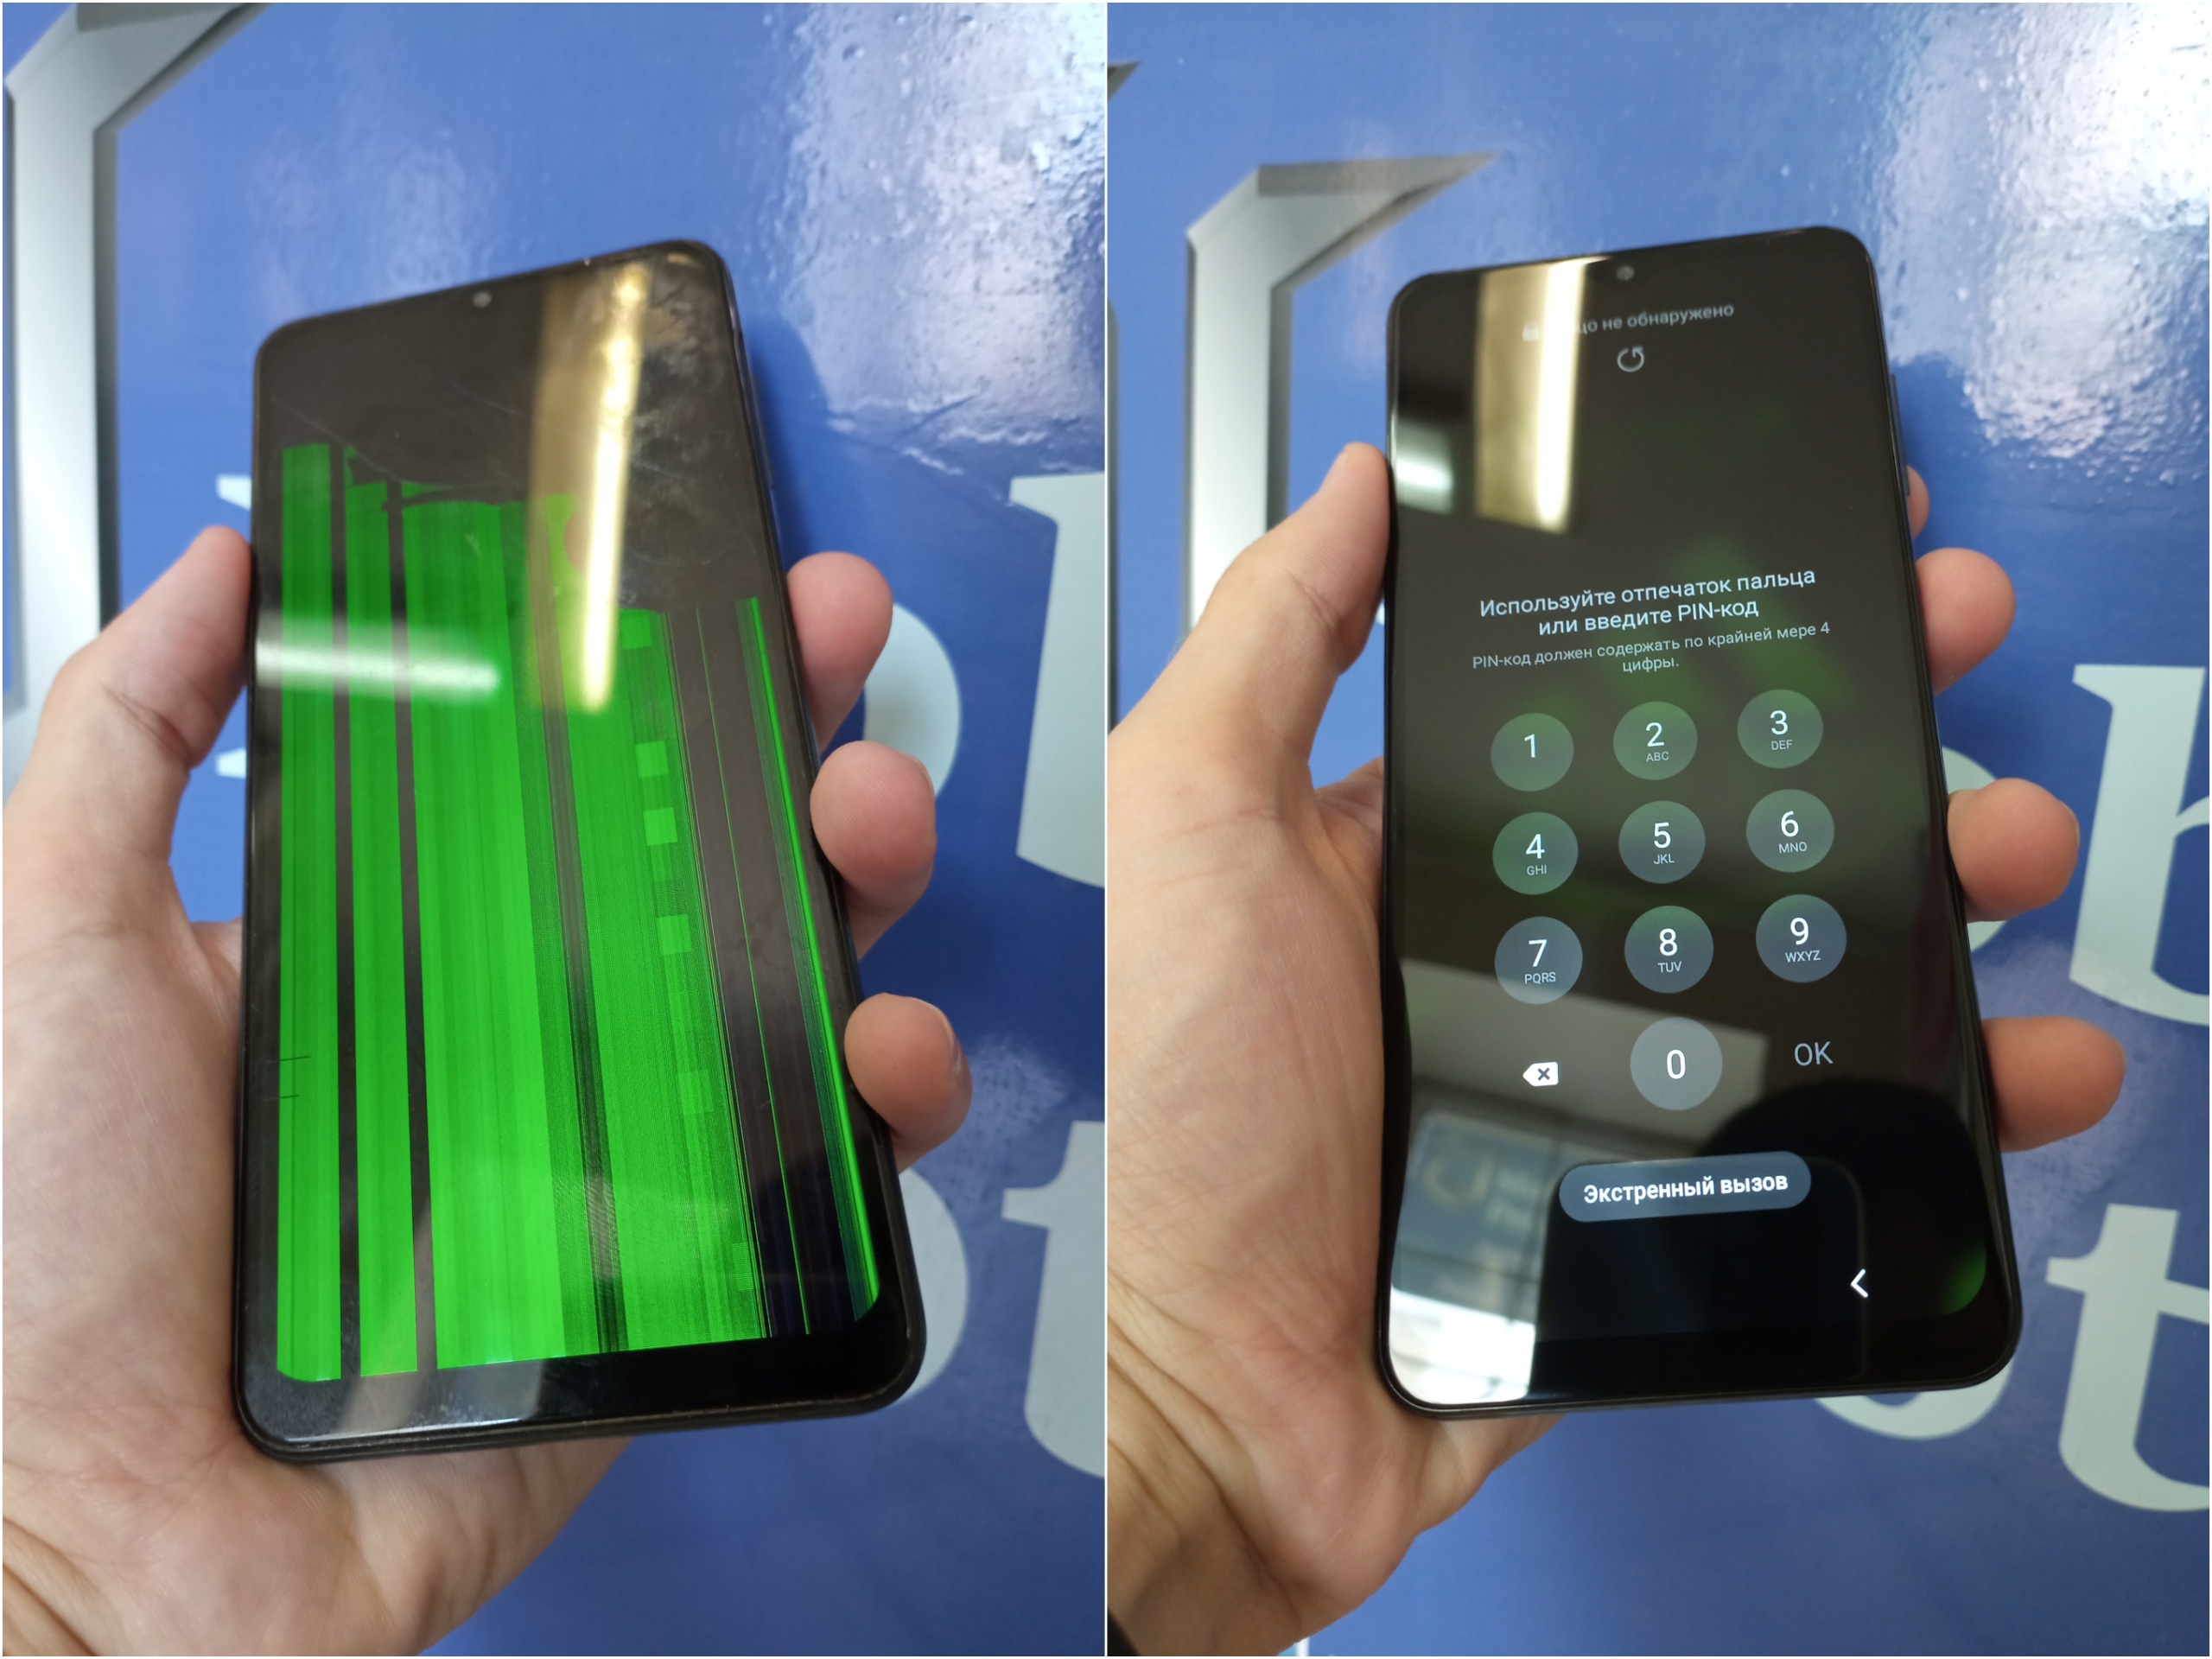 не обнаружено
Используйте отпечаток пальца
или введите PIN-код
PIN-код должен содержать по крайней мере 4
цифры.
1
2
ABC
3
DEF
4
GHI
5
JKL
6
MNO
7
PQRS
8
TUV
9
WXYZ
0
OK
Экстренный вызов